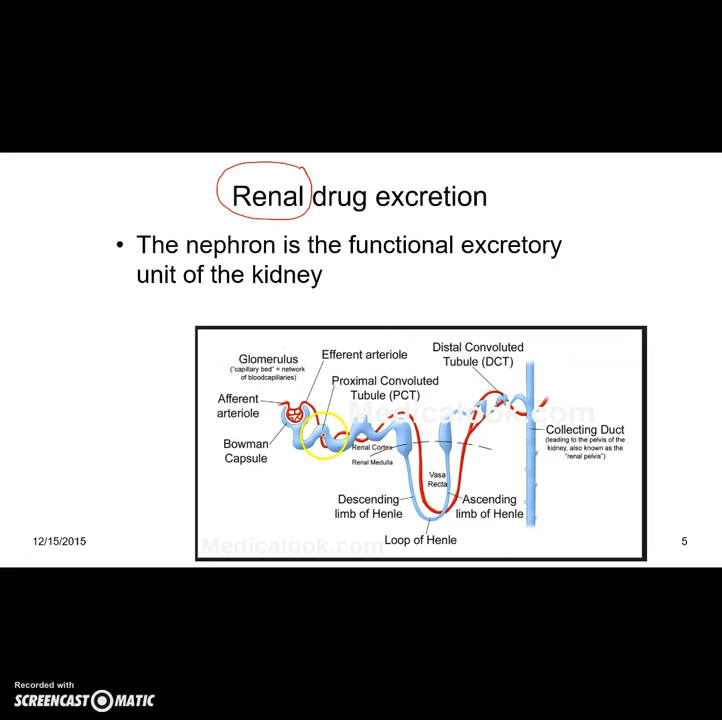 Renal drug excretion
• The nephron is the functional excretory
unit of the kidney
Distal Convoluted
Tubule (DCT)
Glomerulus
("capillary bed" = network
of bloodcapillaries)
Efferent arteriole
Proximal Convoluted
Tubule (PCT)
Afferent
arteriole
Medicalook.com
Collecting Duct
(leading to the pelvis of the
kidney, also known as the
"renal pelvis")
Bowman
Capsule
Renal Cortex
Renal Medulla
Vasa
Recta
Descending
limb of Henle
Ascending
limb of Henle
Loop of Henle
Medicalook.com
12/15/2015
5
Recorded with
SCREENCAST MATIC